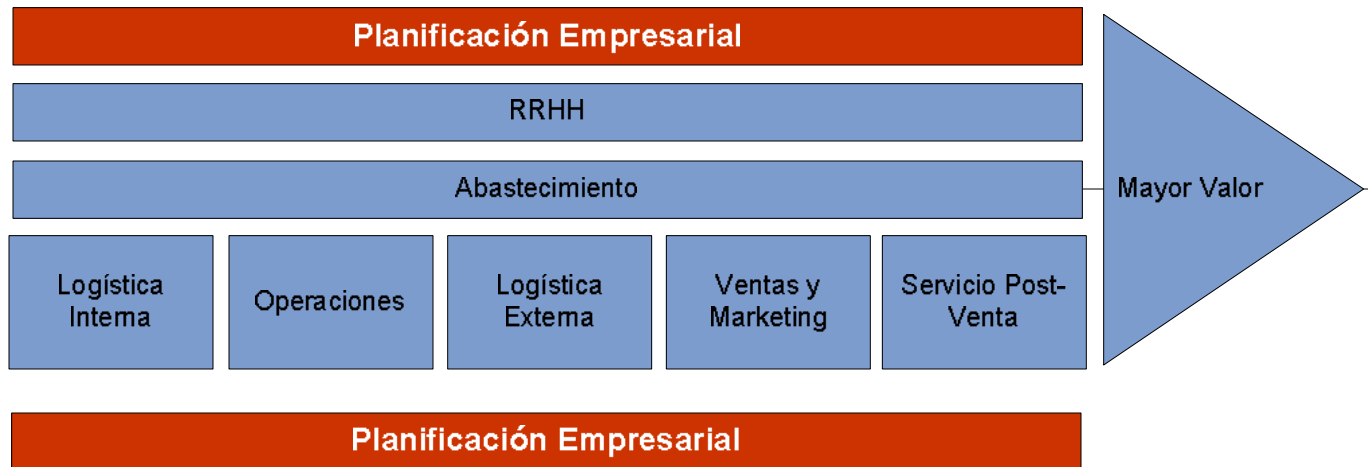 Planificación Empresarial
RRHH
Abastecimiento
Mayor Valor
Logística
Interna
Operaciones
Logística
Externa
Ventas y
Marketing
Servicio Post-
Venta
Planificación Empresarial